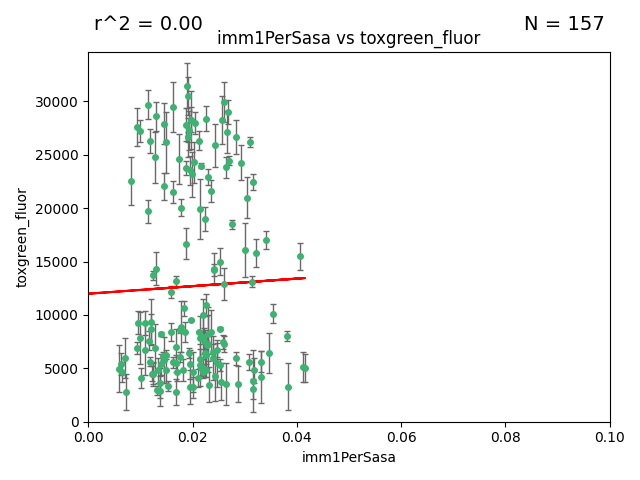 r^2 = 0.00
N = 157
imm1PerSasa vs toxgreen_fluor
30000
25000
20000
15000
10000
5000
0
toxgreen_fluor
0.00
0.02
0.04
0.06
0.08
0.10
imm1PerSasa